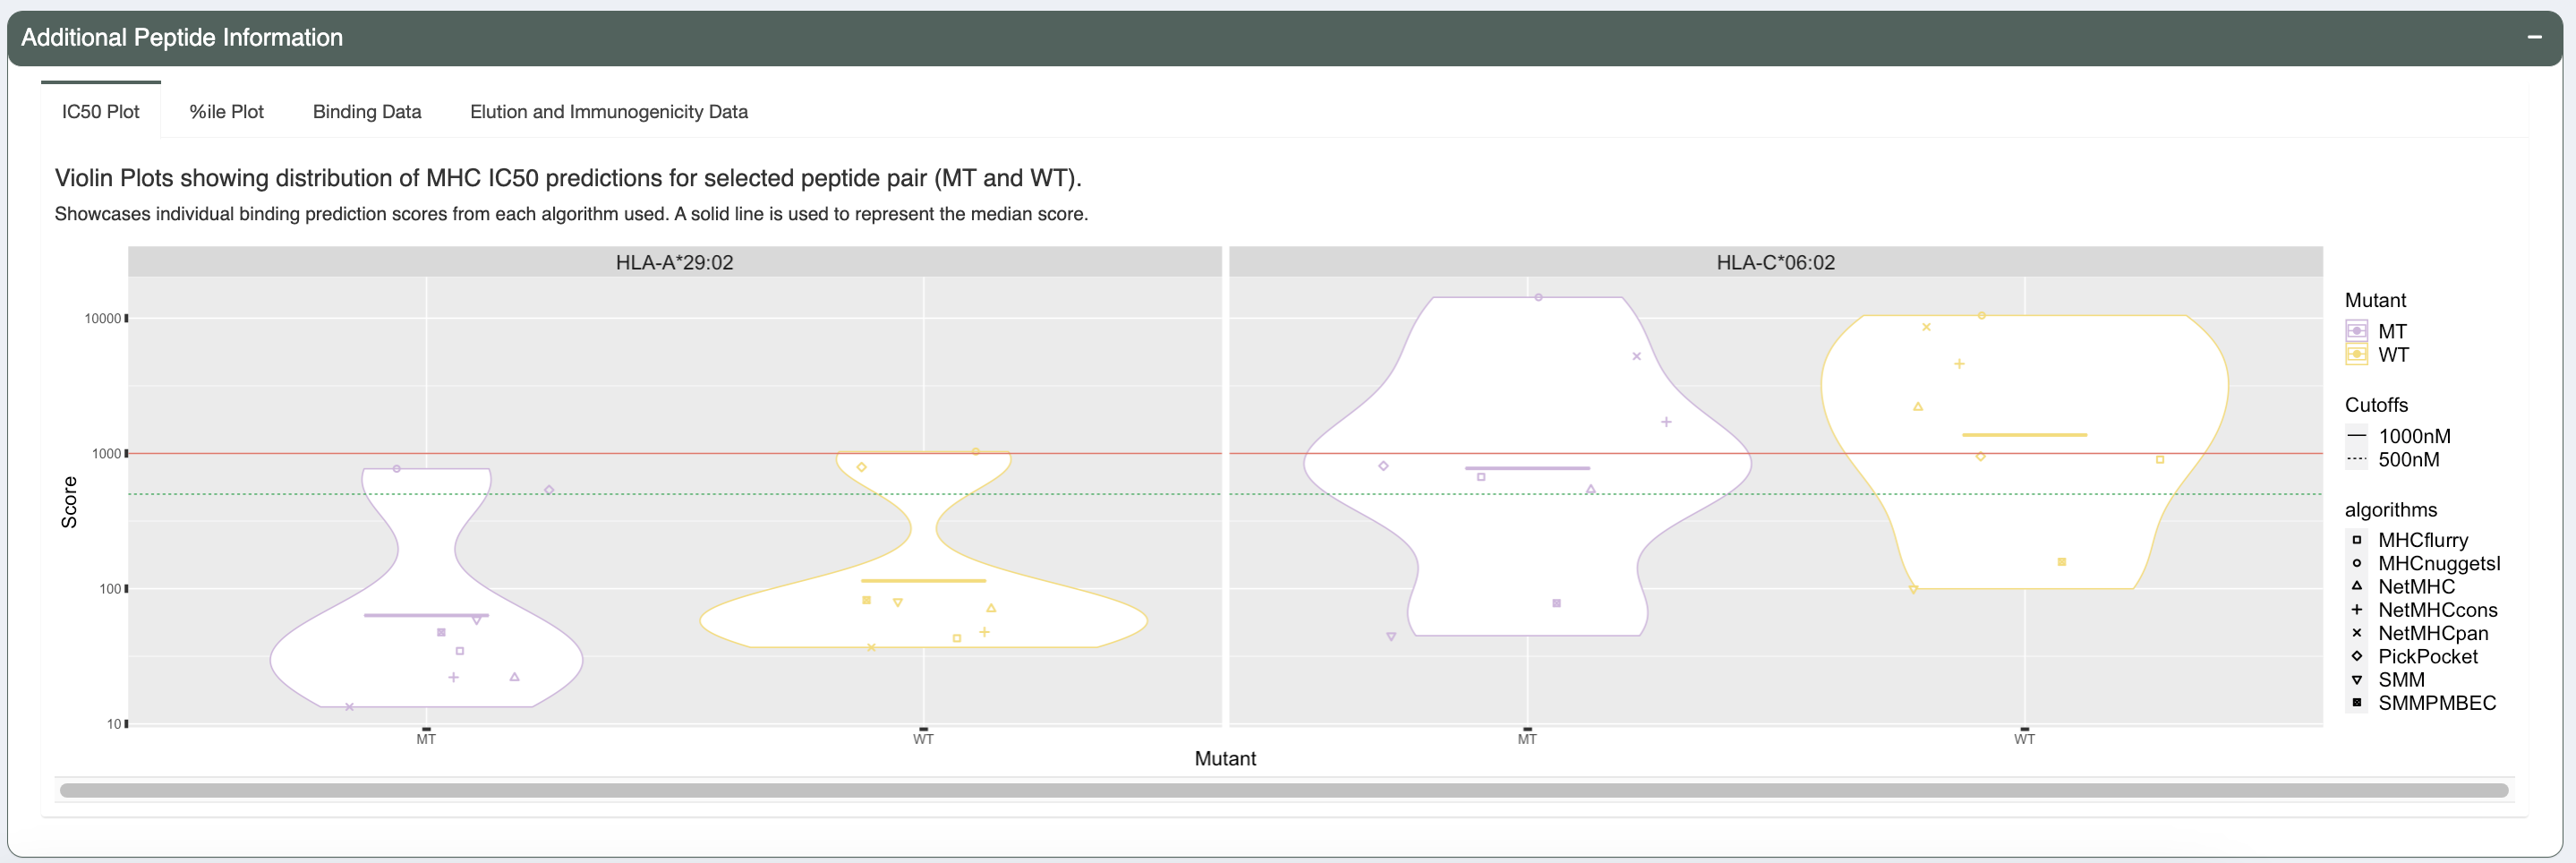 Additional Peptide Information
IC50 Plot
%ile Plot
Binding Data
Elution and Immunogenicity Data
Violin Plots showing distribution of MHC IC50 predictions for selected peptide pair (MT and WT).
Showcases individual binding prediction scores from each algorithm used. A solid line is used to represent the median score.
HLA-A*29:02
HLA-C*06:02
Score
10000
1000
100
10
MT
WT
MT
WT
Mutant
Mutant
MT
WT
Cutoffs
1000nM
500nM
algorithms
MHCflurry
MHCnuggetsI
NetMHC
NetMHCcons
NetMHCpan
PickPocket
SMM
SMMPMBEC